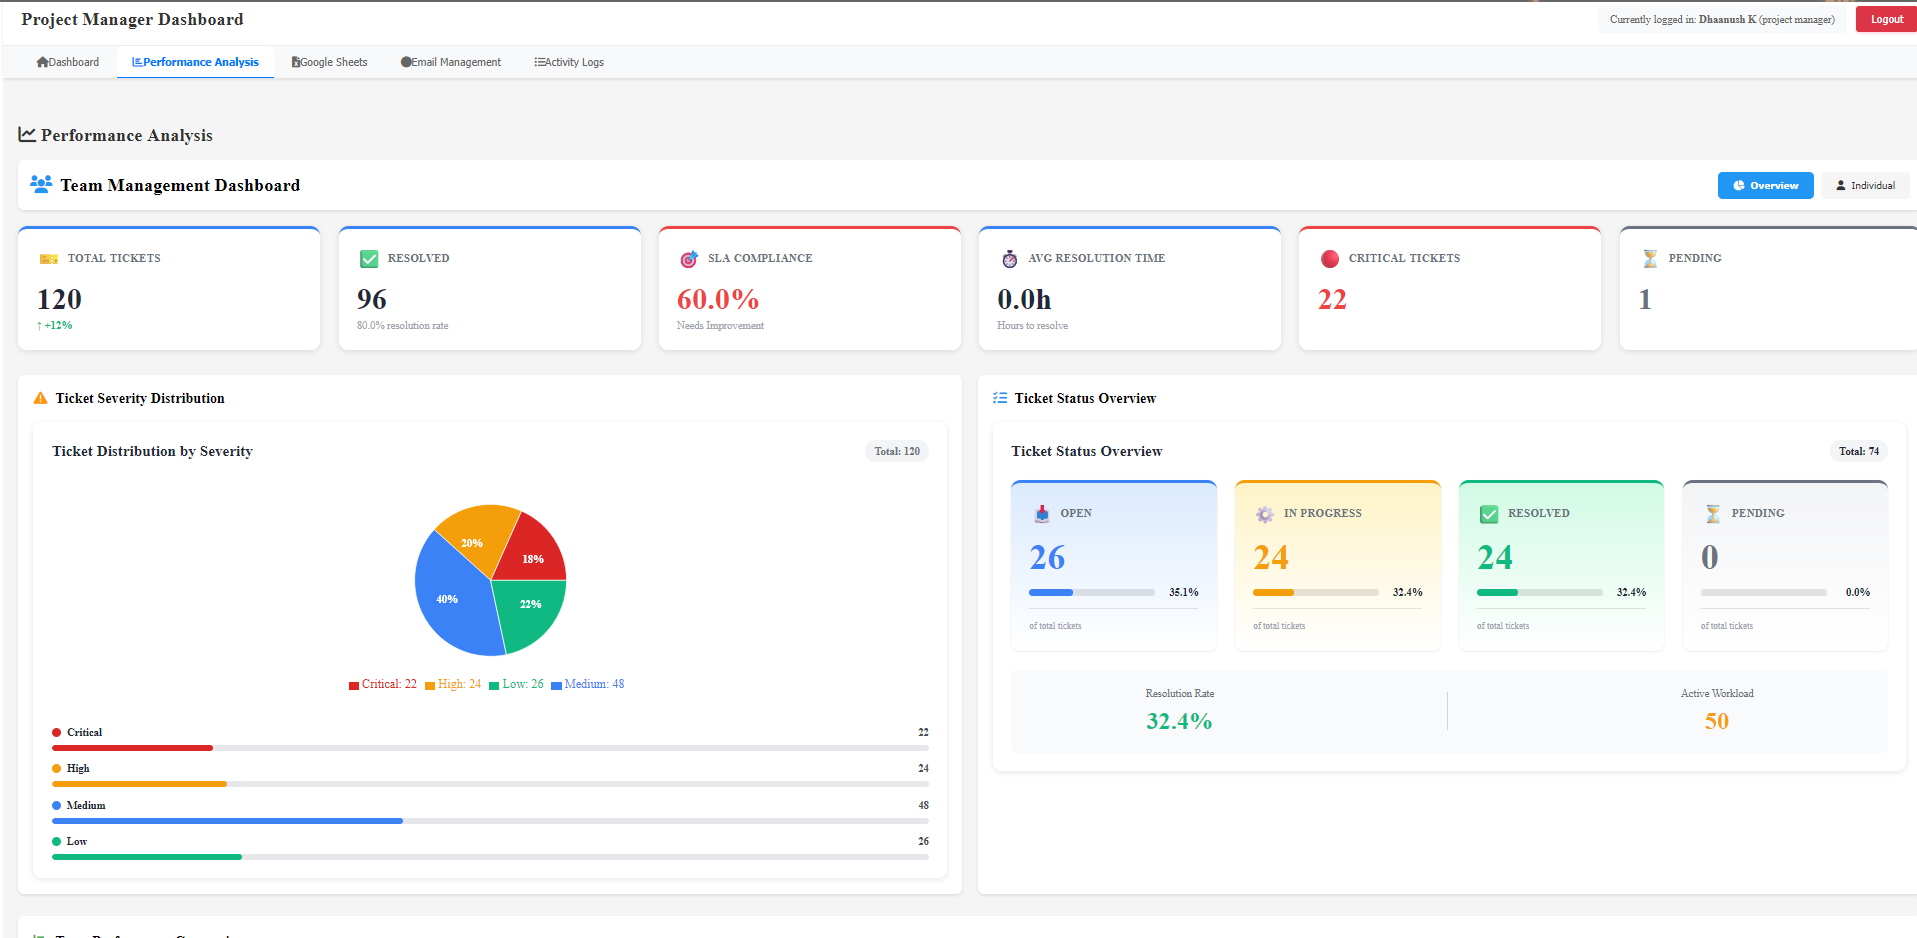 Project Manager Dashboard
Currently logged in: Dhaanush K (project manager)
Logout
Dashboard
Performance Analysis
Google Sheets
Email Management
Activity Logs
Performance Analysis
Team Management Dashboard
Overview
Individual
TOTAL TICKETS
120
↑ +12%
RESOLVED
96
80.0% resolution rate
SLA COMPLIANCE
60.0%
Needs Improvement
AVG RESOLUTION TIME
0.0h
Hours to resolve
CRITICAL TICKETS
22
PENDING
1
Ticket Severity Distribution
Ticket Distribution by Severity
Total: 120
20%
18%
40%
22%
Critical: 22
High: 24
Low: 26
Medium: 48
Critical
22
High
24
Medium
48
Low
26
Ticket Status Overview
Ticket Status Overview
Total: 74
OPEN
26
35.1%
of total tickets
IN PROGRESS
24
32.4%
of total tickets
RESOLVED
24
32.4%
of total tickets
PENDING
0
0.0%
of total tickets
Resolution Rate
32.4%
Active Workload
50